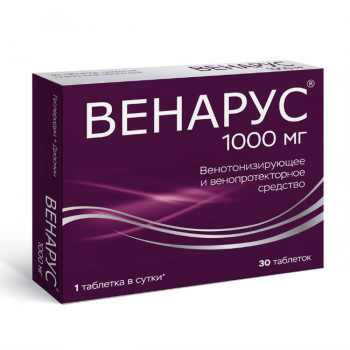 ВЕНАРУС®
1000 МГ
Венотонизирующее
и венопротекторное
средство
1 таблетка в сутки*
30 таблеток
Гесперидин + Диосмин
ВЕНАРУС®
1000 МГ